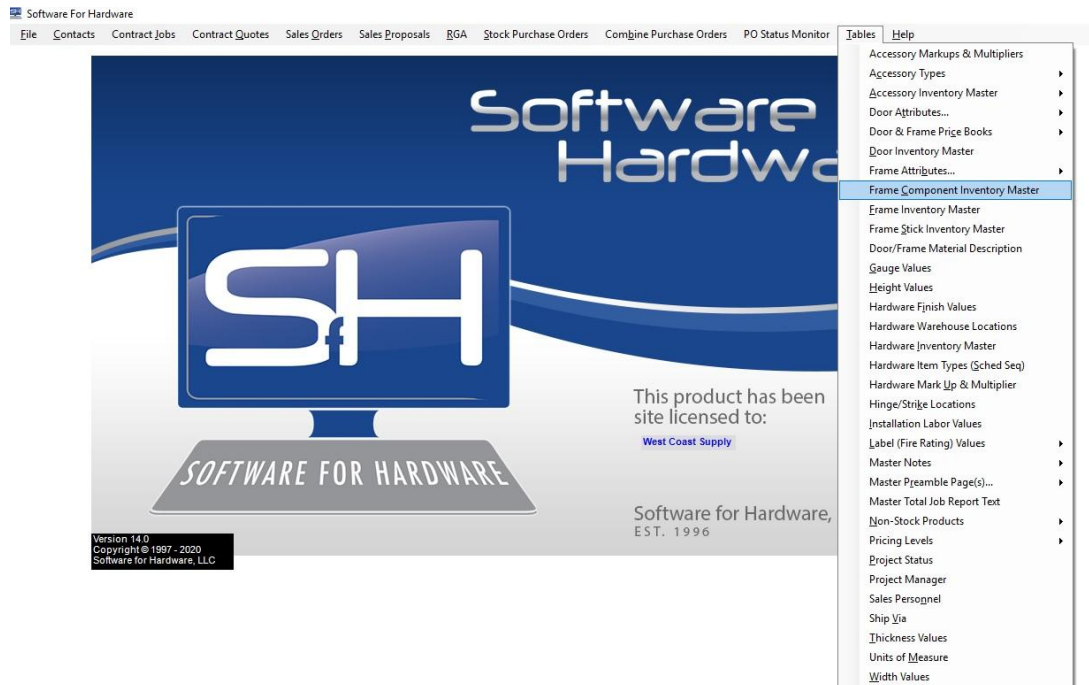 Software For Hardware
File Contacts Contract Jobs Contract Quotes Sales Orders Sales Proposals RGA Stock Purchase Orders Combine Purchase Orders PO Status Monitor Tables Help
Accessory Markups & Multipliers
Accessory Types
Accessory Inventory Master
Door Attributes...
Door & Frame Price Books
Door Inventory Master
Frame Attributes...
Frame Component Inventory Master
Frame Inventory Master
Frame Stick Inventory Master
Door/Frame Material Description
Gauge Values
Height Values
Hardware Finish Values
Hardware Warehouse Locations
Hardware Inventory Master
Hardware Item Types (Sched Seq)
Hardware Mark Up & Multiplier
Hinge/Strike Locations
Installation Labor Values
Label (Fire Rating) Values
Master Notes
Master Preamble Page(s)...
Master Total Job Report Text
Non-Stock Products
Pricing Levels
Project Status
Project Manager
Sales Personnel
Ship Via
Thickness Values
Units of Measure
Width Values
Software
Hardwa
SfH
SOFTWARE FOR HARDWARE
This product has been
site licensed to:
West Coast Supply
Software for Hardware,
EST. 1996
Version 14.0
Copyright © 1997 - 2020
Software for Hardware, LLC